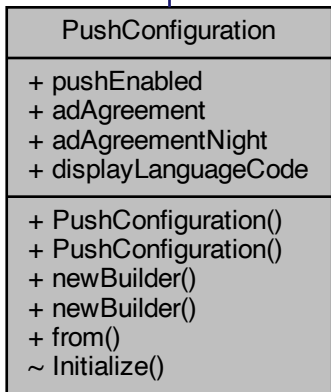 PushConfiguration
+ pushEnabled
+ adAgreement
+ adAgreementNight
+ displayLanguageCode
+ PushConfiguration()
+ PushConfiguration()
+ newBuilder()
+ newBuilder()
+ from()
~ Initialize()